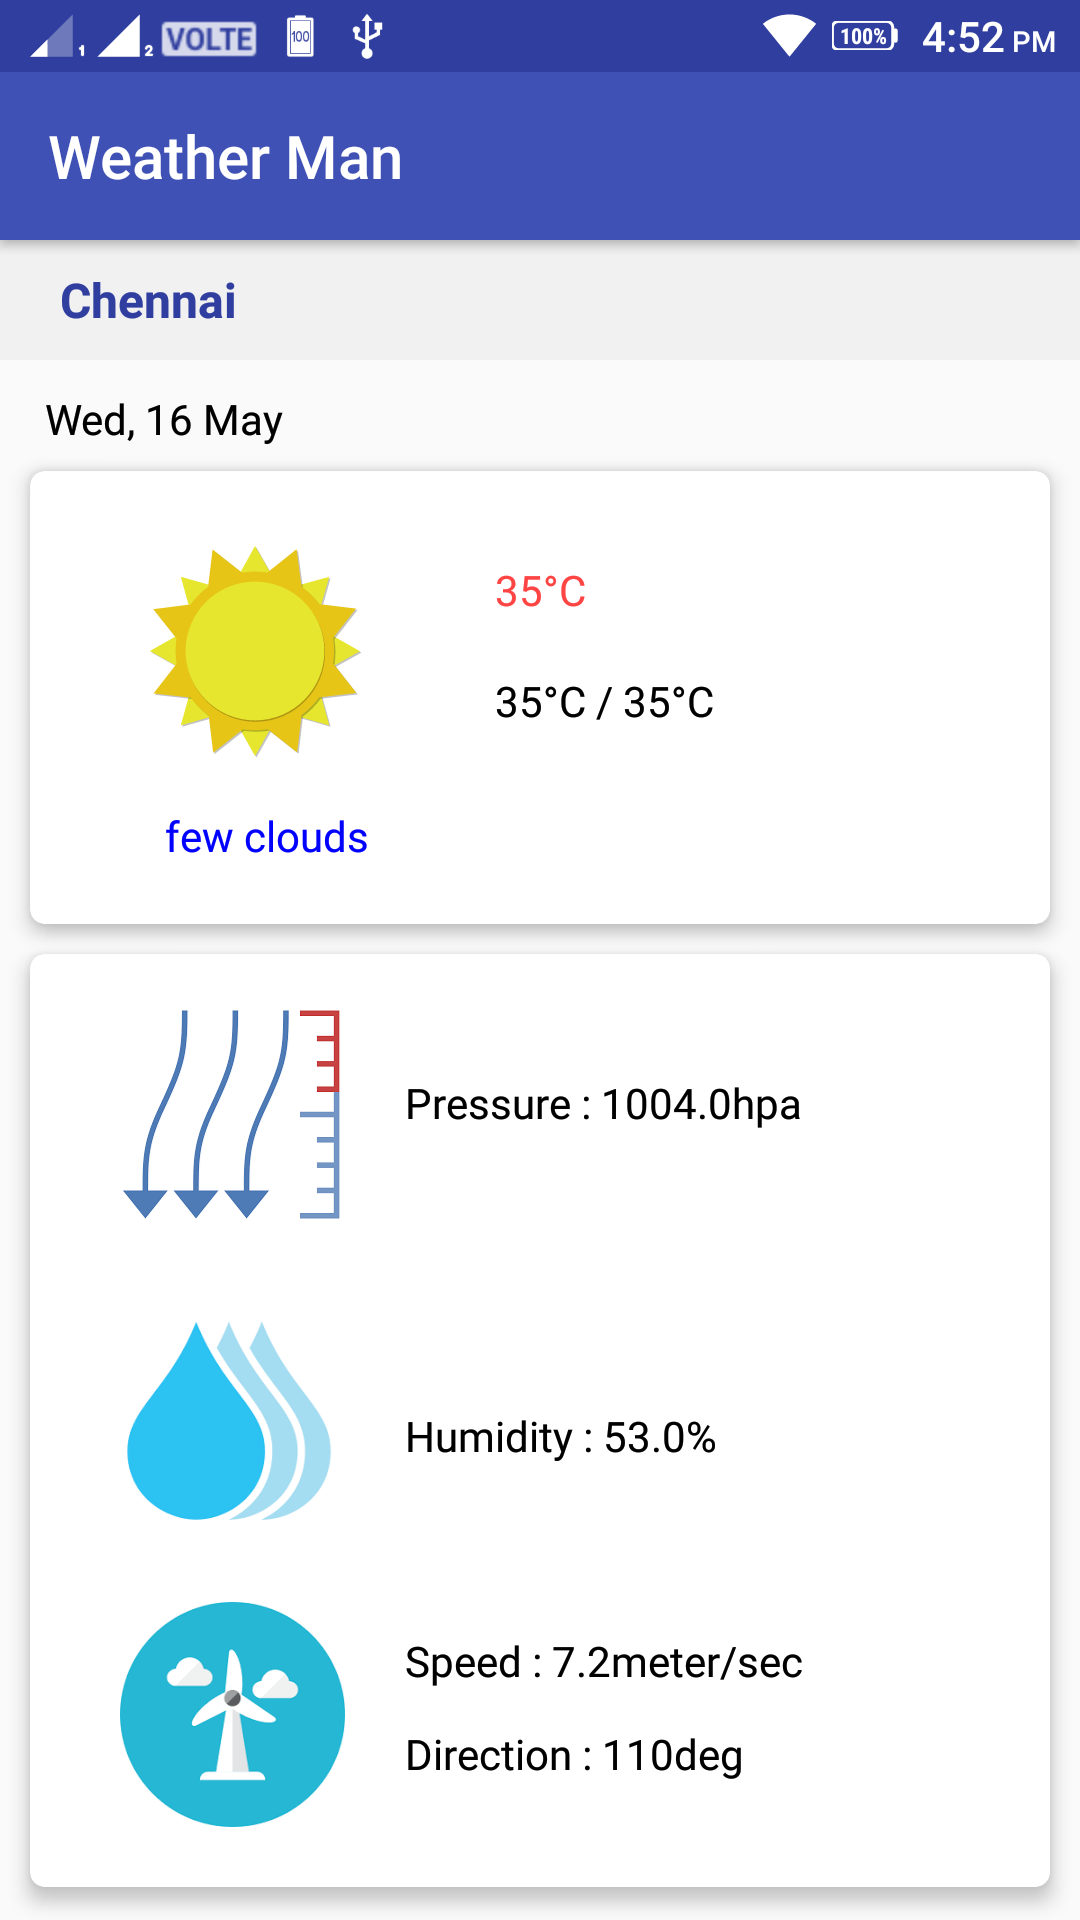 1 2 VOLTE 100 100% 4:52 PM
Weather Man
Chennai
Wed, 16 May
35°C
35°C / 35°C
few clouds
Pressure : 1004.0hpa
Humidity : 53.0%
Speed : 7.2meter/sec
Direction : 110deg